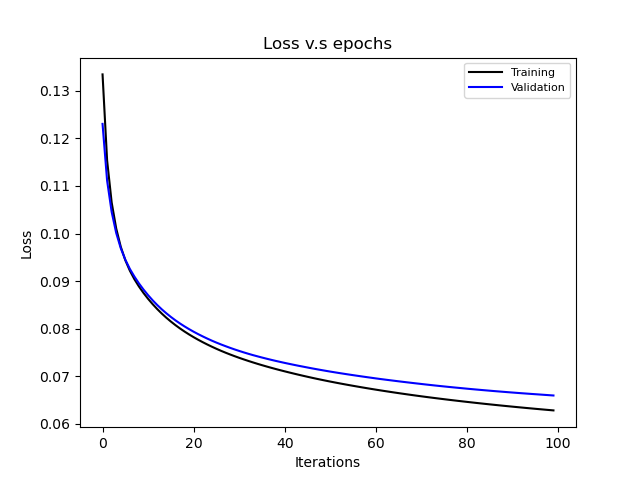 Loss v.s epochs
Training
Validation
0.13
0.12
0.11
0.10
0.09
0.08
0.07
0.06
Loss
0 20 40 60 80 100
Iterations